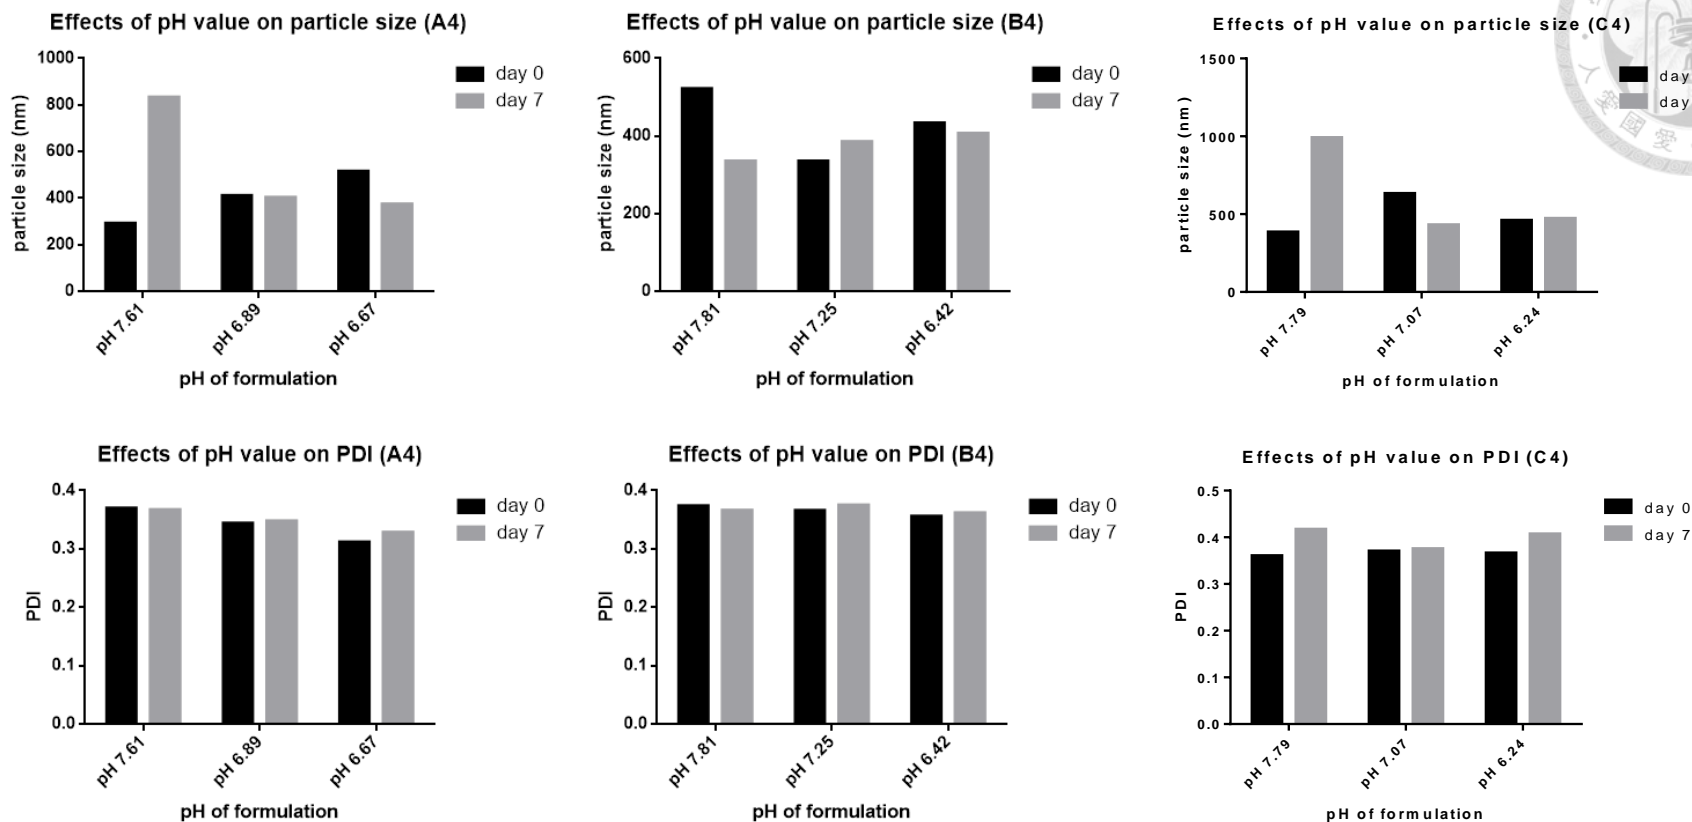 Effects of pH value on particle size (A4)
1000
800
600
400
200
0
particle size (nm)
day 0
day 7
pH 7.61
pH 6.89
pH 6.67
pH of formulation
Effects of pH value on particle size (B4)
600
400
200
0
particle size (nm)
day 0
day 7
pH 7.81
pH 7.25
pH 6.42
pH of formulation
Effects of pH value on particle size (C4)
1500
1000
500
0
particle size (nm)
day
day
pH 7.79
pH 7.07
pH 6.24
pH of formulation
人
國愛
Effects of pH value on PDI (A4)
0.4
0.3
0.2
0.1
0.0
PDI
day 0
day 7
pH 7.61
pH 6.89
pH 6.67
pH of formulation
Effects of pH value on PDI (B4)
0.4
0.3
0.2
0.1
0.0
PDI
day 0
day 7
pH 7.81
pH 7.25
pH 6.42
pH of formulation
Effects of pH value on PDI (C4)
0.5
0.4
0.3
0.2
0.1
0.0
PDI
day 0
day 7
pH 7.79
pH 7.07
pH 6.24
pH of formulation